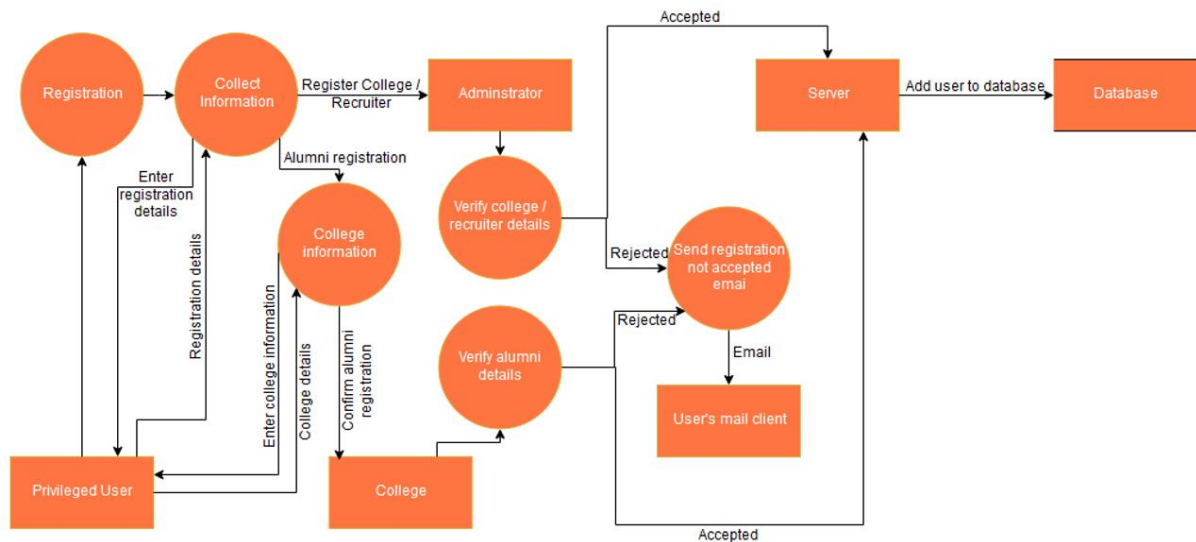 Accepted
Registration
Collect
Information
Register College /
Recruiter
Adminstrator
Server
Add user to database
Database
Alumni registration
Enter
registration
details
Verify college /
recruiter details
College
information
Rejected
Send registration
not accepted
emai
Registration details
Enter college information
College details
Confirm alumni
registration
Rejected
Verify alumni
details
Email
User's mail client
Privileged User
College
Accepted